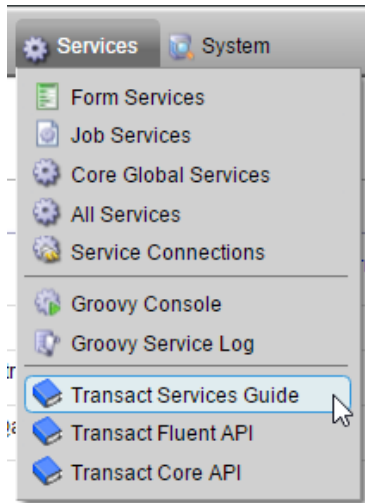 Services System
Form Services
Job Services
Core Global Services
All Services
Service Connections
Groovy Console
Groovy Service Log
Transact Services Guide
Transact Fluent API
Transact Core API